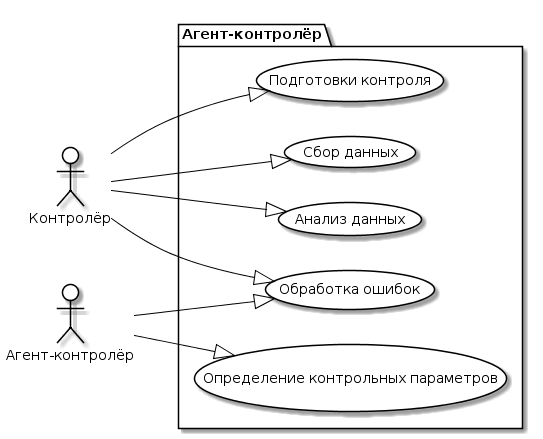 Агент-контролёр
Подготовки контроля
Сбор данных
Контролёр
Анализ данных
Обработка ошибок
Агент-контролёр
Определение контрольных параметров